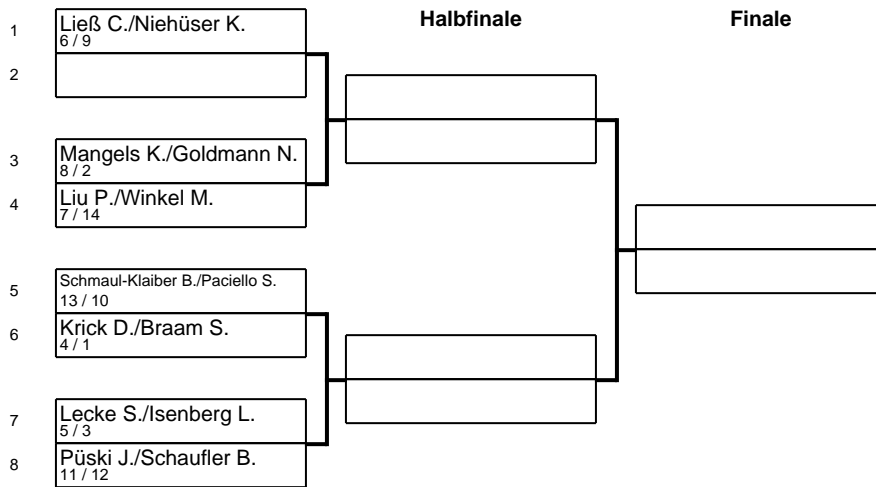 Halbfinale
Finale
1
Ließ C./Niehüser K.
6 / 9
2
3
Mangels K./Goldmann N.
8 / 2
4
Liu P./Winkel M.
7 / 14
5
Schmaul-Klaiber B./Paciello S.
13 / 10
6
Krick D./Braam S.
4 / 1
7
Lecke S./Isenberg L.
5 / 3
8
Püski J./Schaufler B.
11 / 12